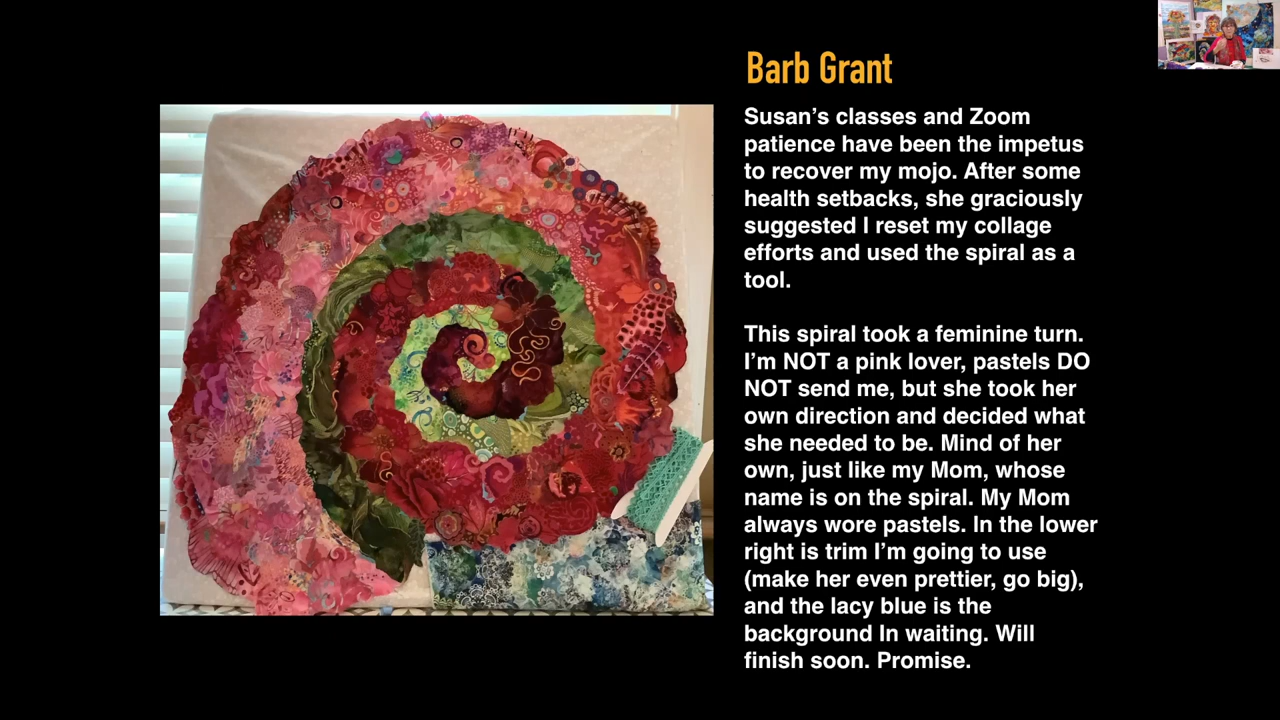 Barb Grant
Susan's classes and Zoom
patience have been the impetus
to recover my mojo. After some
health setbacks, she graciously
suggested I reset my collage
efforts and used the spiral as a
tool.
This spiral took a feminine turn.
I'm NOT a pink lover, pastels DO
NOT send me, but she took her
own direction and decided what
she needed to be. Mind of her
own, just like my Mom, whose
name is on the spiral. My Mom
always wore pastels. In the lower
right is trim I'm going to use
(make her even prettier, go big),
and the lacy blue is the
background In waiting. Will
finish soon. Promise.